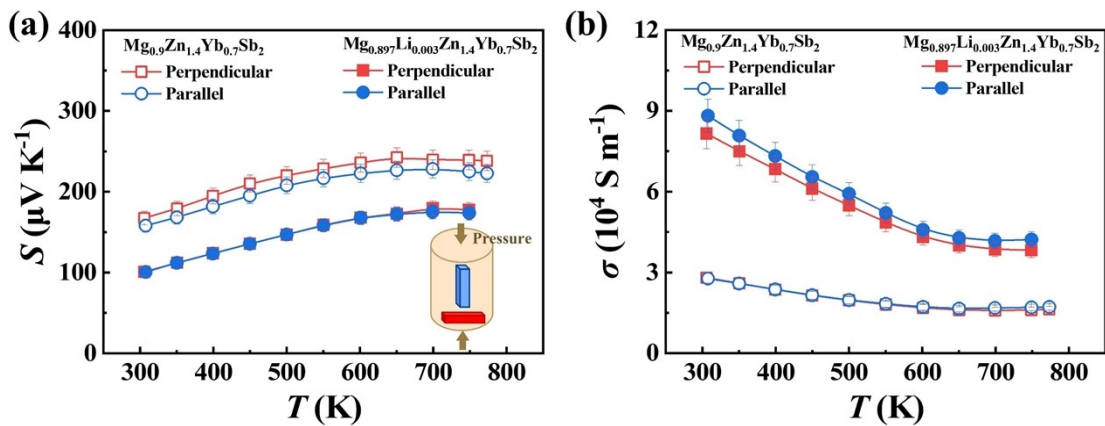 (a)
Mg0.9Zn1.4Yb0.7Sb2
Mg0.897Li0.003Zn1.4Yb0.7Sb2
Perpendicular
Perpendicular
Parallel
Parallel
Pressure
S (μV K-1)
400
300
200
100
0
300 400 500 600 700 800
T (K)
(b)
Mg0.9Zn1.4Yb0.7Sb2
Mg0.897Li0.003Zn1.4Yb0.7Sb2
Perpendicular
Perpendicular
Parallel
Parallel
σ (10⁴ S m-1)
12
9
6
3
0
300 400 500 600 700 800
T (K)